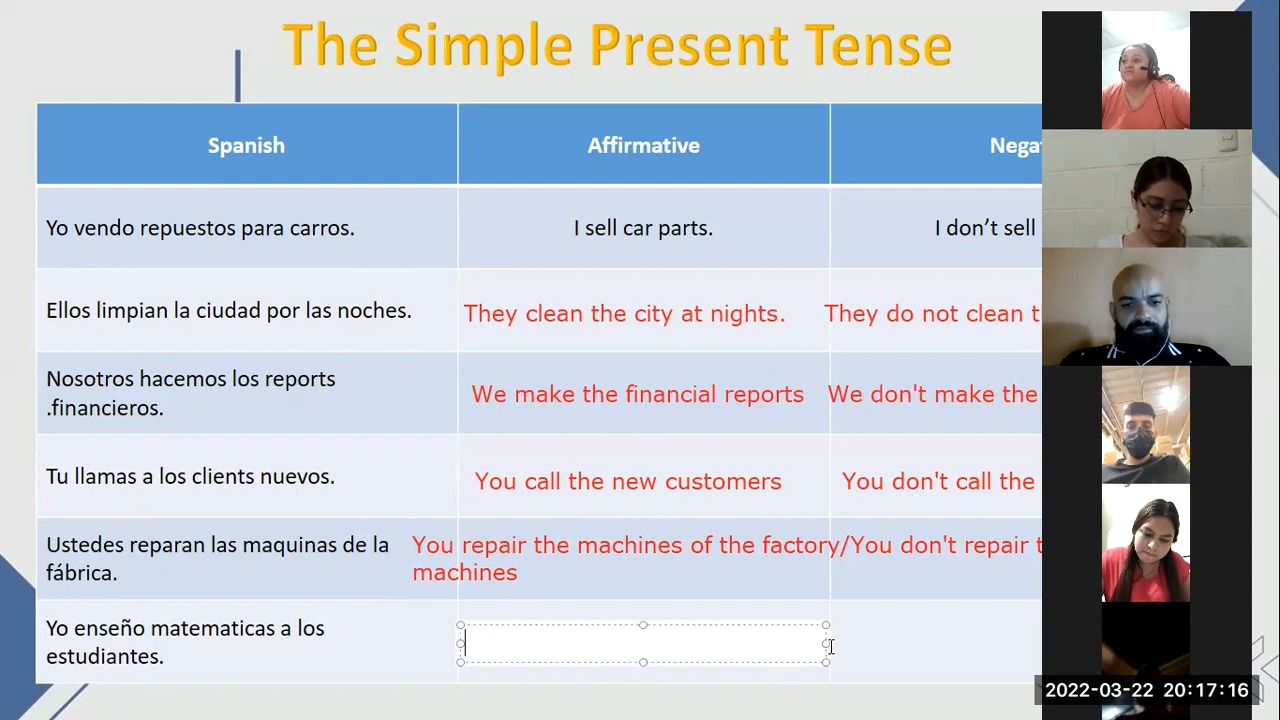 The Simple Present Tense
Spanish
Affirmative
Yo vendo repuestos para carros.
I sell car parts.
I don't sell
Ellos limpian la ciudad por las noches.
They clean the city at nights.
They do not clean
Nosotros hacemos los reports
.financieros.
We make the financial reports
We don't make the
Tu llamas a los clients nuevos.
You call the new customers
You don't call the
Ustedes reparan las maquinas de la
fábrica.
You repair the machines of the factory/You don't repair
machines
Yo enseño matematicas a los
estudiantes.
2022-03-22 20:17:16